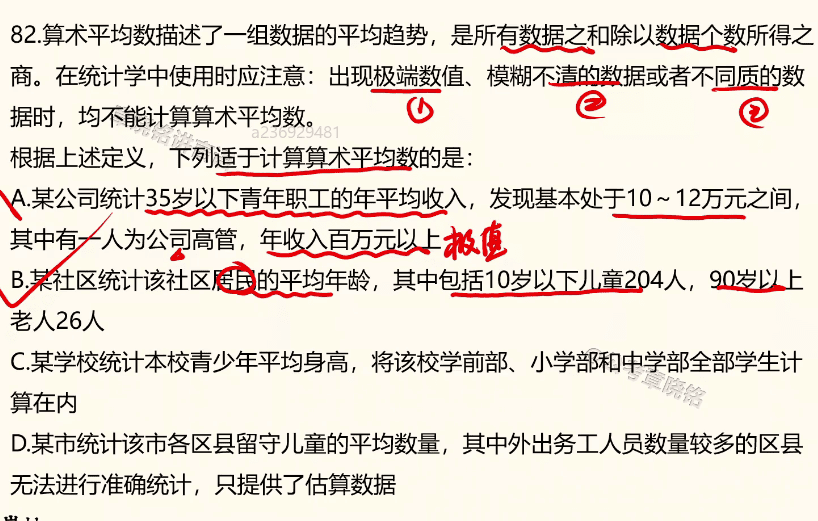 82.算术平均数描述了一组数据的平均趋势，是所有数据之和除以数据个数所得之
商。在统计学中使用时应注意：出现极端数值、模糊不清的数据或者不同质的数
① ② ②
据时，均不能计算算术平均数。
a236929481
根据上述定义，下列适于计算算术平均数的是：
A.某公司统计35岁以下青年职工的年平均收入，发现基本处于10～12万元之间，
其中有一人为公司高管，年收入百万元以上 极值
B.某社区统计该社区居民的平均年龄，其中包括10岁以下儿童204人，90岁以上
老人26人
C.某学校统计本校青少年平均身高，将该校学前部、小学部和中学部全部学生计
算在内
D.某市统计该市各区县留守儿童的平均数量，其中外出务工人员数量较多的区县
无法进行准确统计，只提供了估算数据